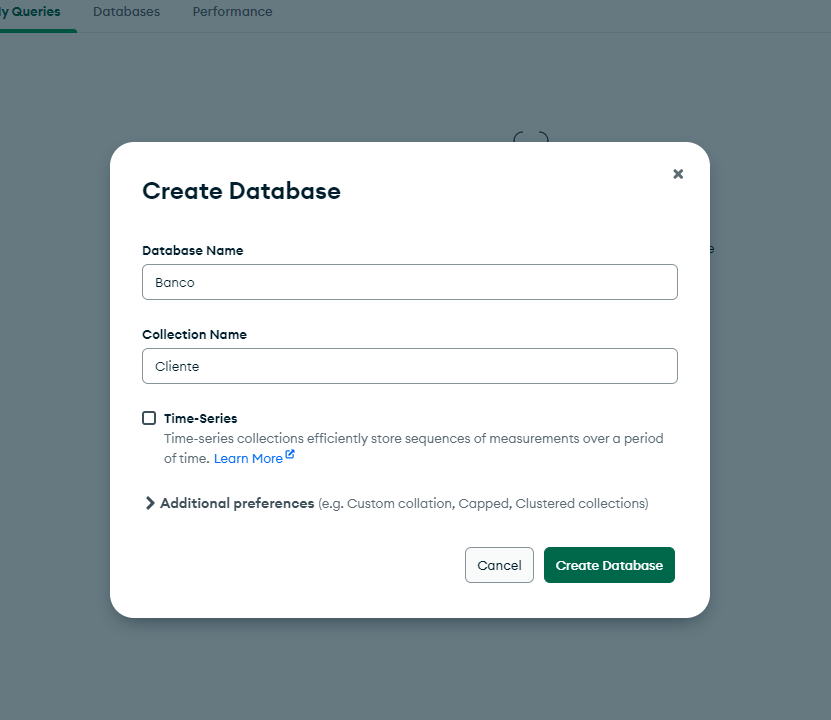 y Queries Databases Performance
Create Database
Database Name
Banco
Collection Name
Cliente
Time-Series
Time-series collections efficiently store sequences of measurements over a period
of time. Learn More
Additional preferences (e.g. Custom collation, Capped, Clustered collections)
Cancel Create Database